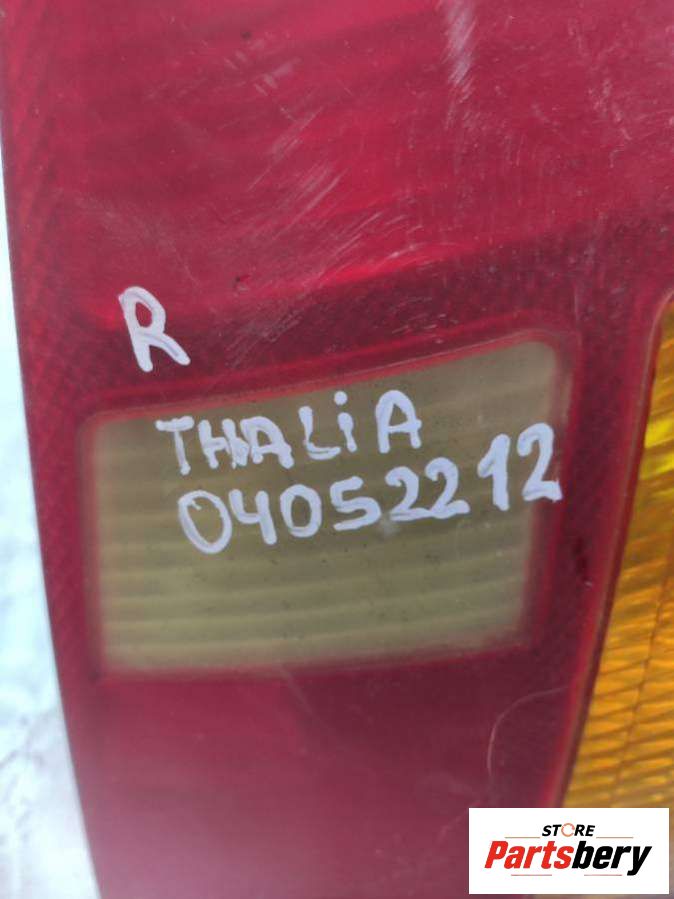 R
THALiA
04052212
STORE
Partsbery